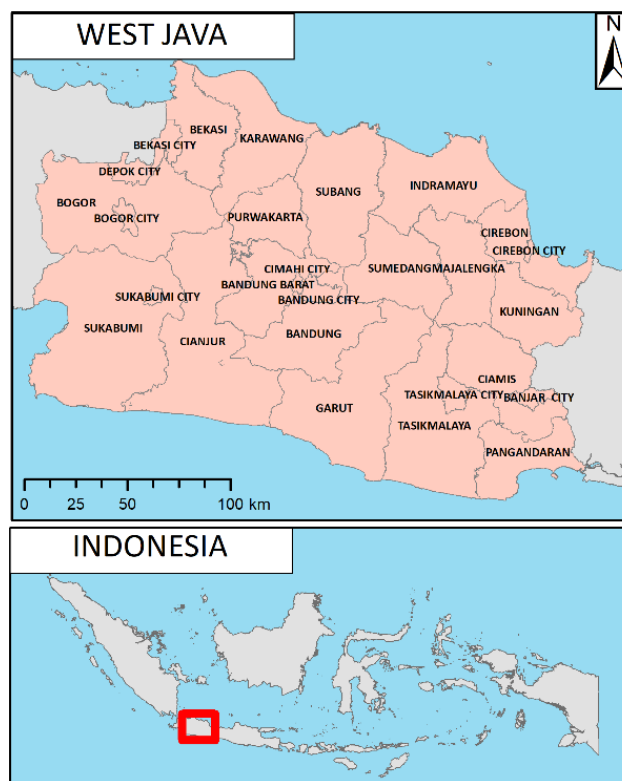 WEST JAVA
N
BEKASI
BEKASI CITY
KARAWANG
DEPOK CITY
SUBANG
INDRAMAYU
BOGOR
BOGOR CITY
PURWAKARTA
CIREBON
CIREBON CITY
CIMAHI CITY
SUMEDANG
MAJALENGKA
BANDUNG BARAT
SUKABUMI CITY
BANDUNG CITY
KUNINGAN
SUKABUMI
CIANJUR
BANDUNG
CIAMIS
TASIKMALAYA CITY
BANJAR CITY
GARUT
TASIKMALAYA
PANGANDARAN
0 25 50 100 km
INDONESIA